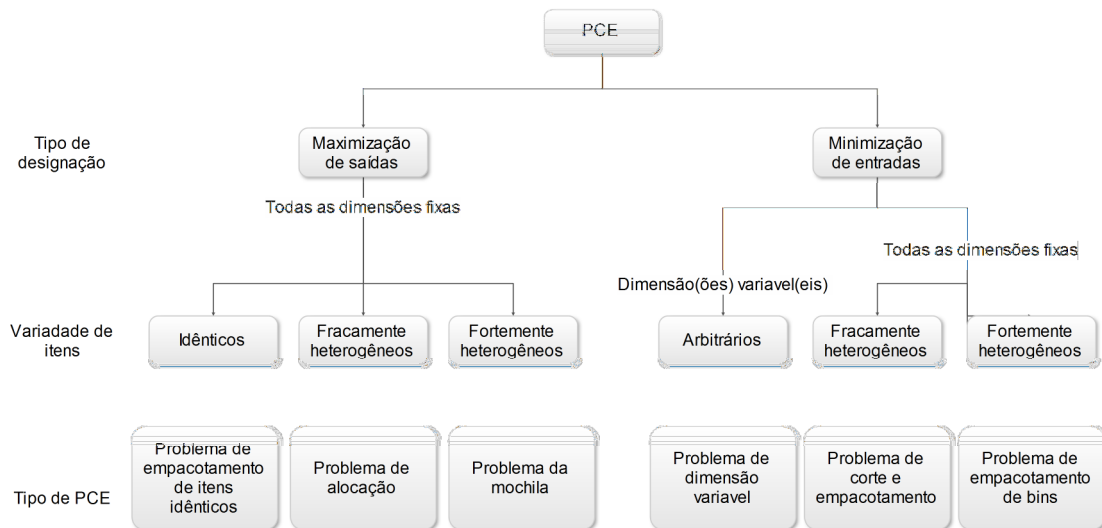 PCE
Tipo de
designação
Maximização
de saídas
Minimização
de entradas
Todas as dimensões fixas
Todas as dimensões fixas
Dimensão(ões) variavel(eis)
Variadade de
itens
Idênticos
Fracamente
heterogêneos
Fortemente
heterogêneos
Arbitrários
Fracamente
heterogêneos
Fortemente
heterogêneos
Tipo de PCE
Problema de
empacotamento
de itens
idênticos
Problema de
alocação
Problema da
mochila
Problema de
dimensão
variavel
Problema de
corte e
empacotamento
Problema de
empacotamento
de bins